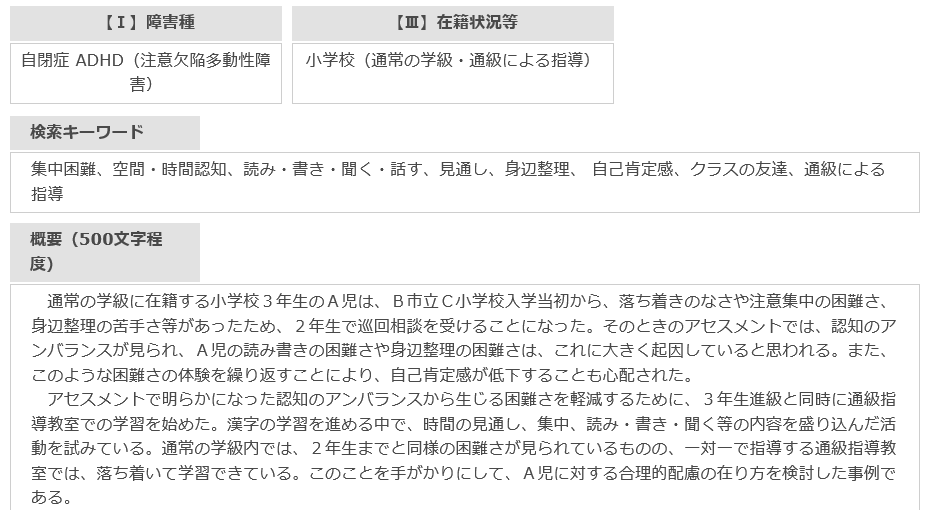 【Ⅰ】障害種
【Ⅲ】在籍状況等
自閉症 ADHD（注意欠陥多動性障
害）
小学校（通常の学級・通級による指導）
検索キーワード
集中困難、空間・時間認知、読み・書き・聞く・話す、見通し、身辺整理、 自己肯定感、クラスの友達、通級による
指導
概要（500文字程
度）
　通常の学級に在籍する小学校３年生のＡ児は、Ｂ市立Ｃ小学校入学当初から、落ち着きのなさや注意集中の困難さ、
身辺整理の苦手さ等があったため、２年生で巡回相談を受けることになった。そのときのアセスメントでは、認知のア
ンバランスが見られ、Ａ児の読み書きの困難さや身辺整理の困難さは、これに大きく起因していると思われる。また、
このような困難さの体験を繰り返すことにより、自己肯定感が低下することも心配された。
　アセスメントで明らかになった認知のアンバランスから生じる困難さを軽減するために、３年生進級と同時に通級指
導教室での学習を始めた。漢字の学習を進める中で、時間の見通し、集中、読み・書き・聞く等の内容を盛り込んだ活
動を試みている。通常の学級内では、２年生までと同様の困難さが見られているものの、一対一で指導する通級指導教
室では、落ち着いて学習できている。このことを手がかりにして、Ａ児に対する合理的配慮の在り方を検討した事例で
ある。